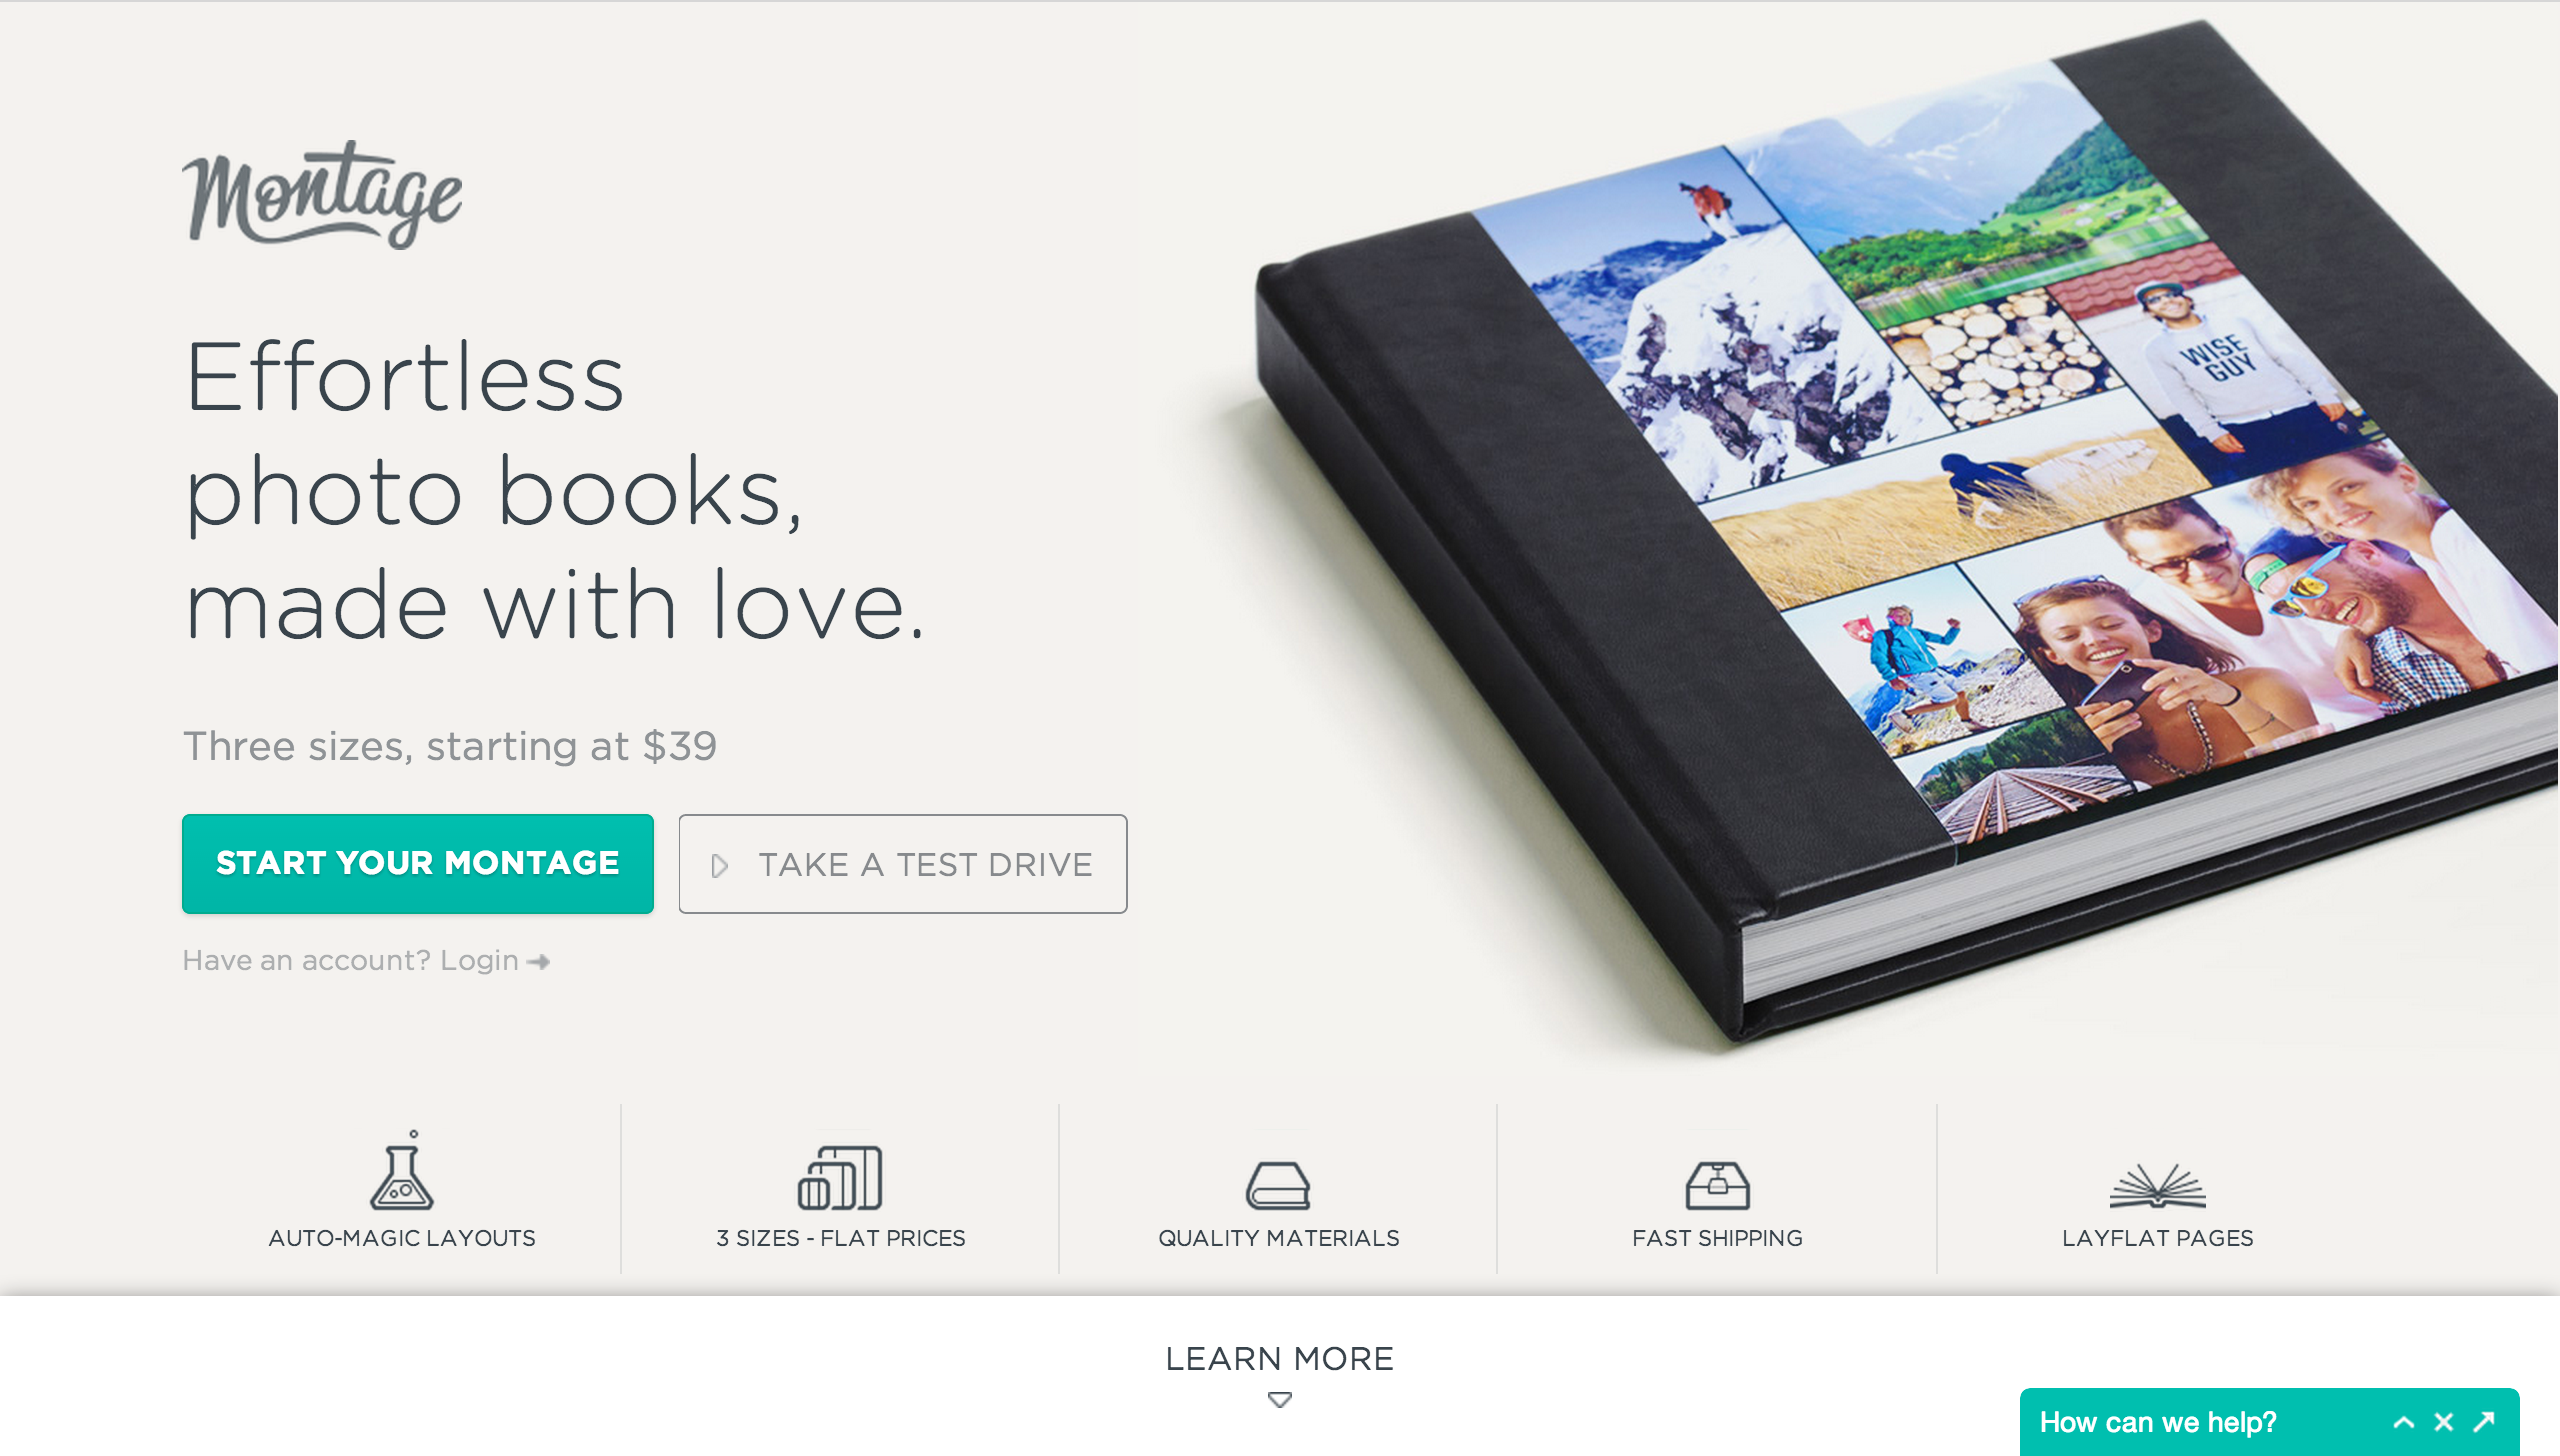 Montage
Effortless
photo books,
made with love.
Three sizes, starting at $39
START YOUR MONTAGE
TAKE A TEST DRIVE
Have an account? Login
WISE
GUY
AUTO-MAGIC LAYOUTS
3 SIZES - FLAT PRICES
QUALITY MATERIALS
FAST SHIPPING
LAYFLAT PAGES
LEARN MORE
How can we help?